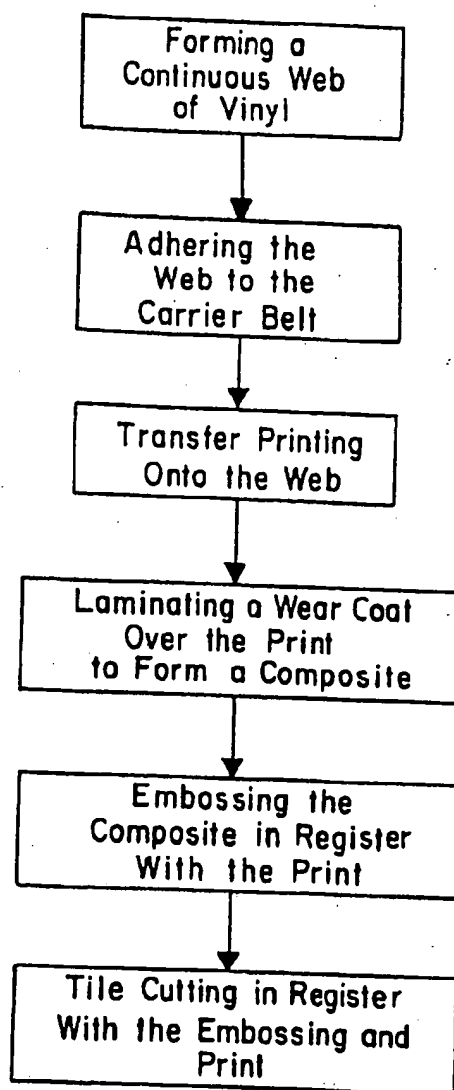 Forming a
Continuous Web
of Vinyl
Adhering the
Web to the
Carrier Belt
Transfer Printing
Onto the Web
Laminating a Wear Coat
Over the Print
to Form a Composite
Embossing the
Composite in Register
With the Print
Tile Cutting in Register
With the Embossing and
Print